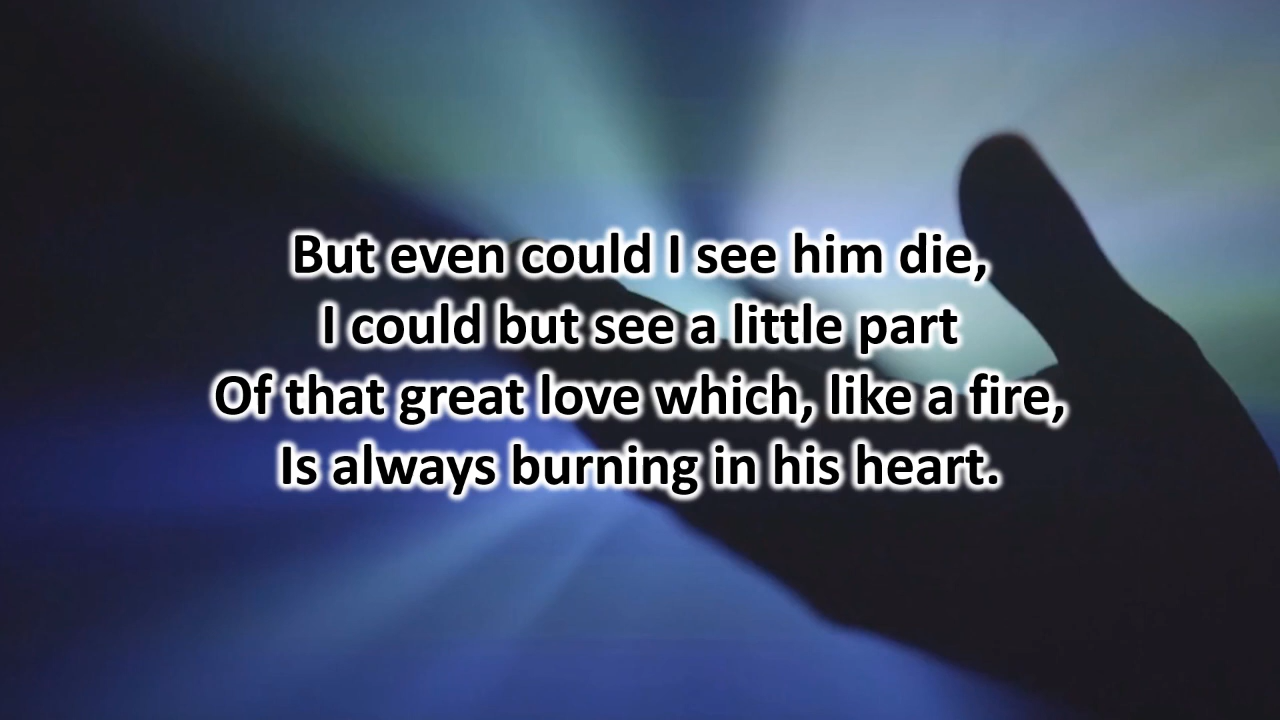 But even could I see him die,
I could but see a little part
Of that great love which, like a fire,
Is always burning in his heart.